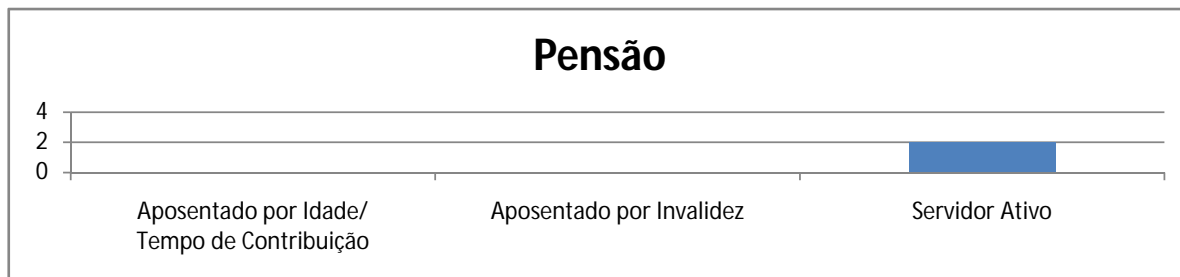 Pensão
4
2
0
Aposentado por Idade/
Tempo de Contribuição
Aposentado por Invalidez
Servidor Ativo